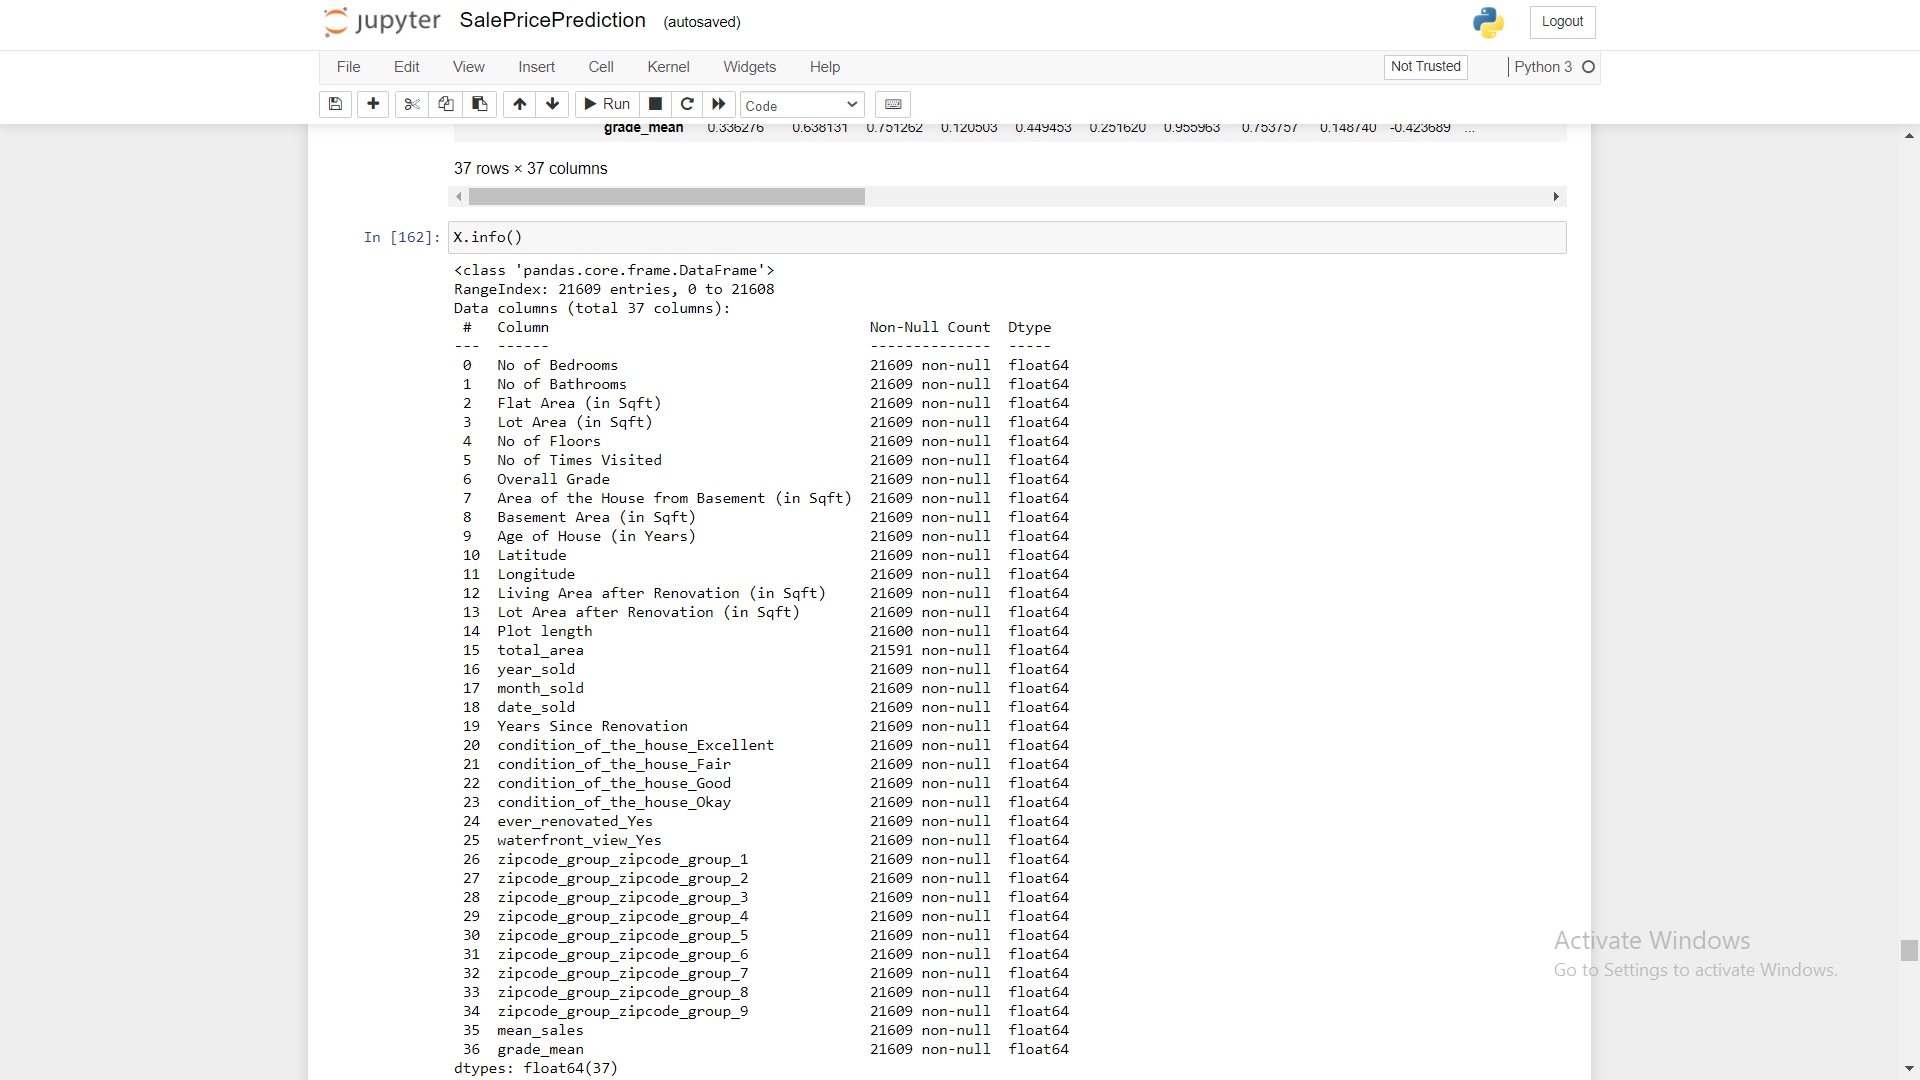 jupyter SalePricePrediction (autosaved) Logout
File Edit View Insert Cell Kernel Widgets Help Not Trusted Python 3
Run Code
grade_mean 0.336276 0.638131 0.751262 0.120503 0.449453 0.251620 0.955963 0.753757 0.148740 -0.423689 ...
37 rows × 37 columns
In [162]: X.info()
<class 'pandas.core.frame.DataFrame'>
RangeIndex: 21609 entries, 0 to 21608
Data columns (total 37 columns):
# Column Non-Null Count Dtype
--- ------ -------------- -----
0 No of Bedrooms 21609 non-null float64
1 No of Bathrooms 21609 non-null float64
2 Flat Area (in Sqft) 21609 non-null float64
3 Lot Area (in Sqft) 21609 non-null float64
4 No of Floors 21609 non-null float64
5 No of Times Visited 21609 non-null float64
6 Overall Grade 21609 non-null float64
7 Area of the House from Basement (in Sqft) 21609 non-null float64
8 Basement Area (in Sqft) 21609 non-null float64
9 Age of House (in Years) 21609 non-null float64
10 Latitude 21609 non-null float64
11 Longitude 21609 non-null float64
12 Living Area after Renovation (in Sqft) 21609 non-null float64
13 Lot Area after Renovation (in Sqft) 21609 non-null float64
14 Plot length 21600 non-null float64
15 total_area 21591 non-null float64
16 year_sold 21609 non-null float64
17 month_sold 21609 non-null float64
18 date_sold 21609 non-null float64
19 Years Since Renovation 21609 non-null float64
20 condition_of_the_house_Excellent 21609 non-null float64
21 condition_of_the_house_Fair 21609 non-null float64
22 condition_of_the_house_Good 21609 non-null float64
23 condition_of_the_house_Okay 21609 non-null float64
24 ever_renovated_Yes 21609 non-null float64
25 waterfront_view_Yes 21609 non-null float64
26 zipcode_group_zipcode_group_1 21609 non-null float64
27 zipcode_group_zipcode_group_2 21609 non-null float64
28 zipcode_group_zipcode_group_3 21609 non-null float64
29 zipcode_group_zipcode_group_4 21609 non-null float64
30 zipcode_group_zipcode_group_5 21609 non-null float64
31 zipcode_group_zipcode_group_6 21609 non-null float64
32 zipcode_group_zipcode_group_7 21609 non-null float64
33 zipcode_group_zipcode_group_8 21609 non-null float64
34 zipcode_group_zipcode_group_9 21609 non-null float64
35 mean_sales 21609 non-null float64
36 grade_mean 21609 non-null float64
dtypes: float64(37)
Activate Windows
Go to Settings to activate Windows.